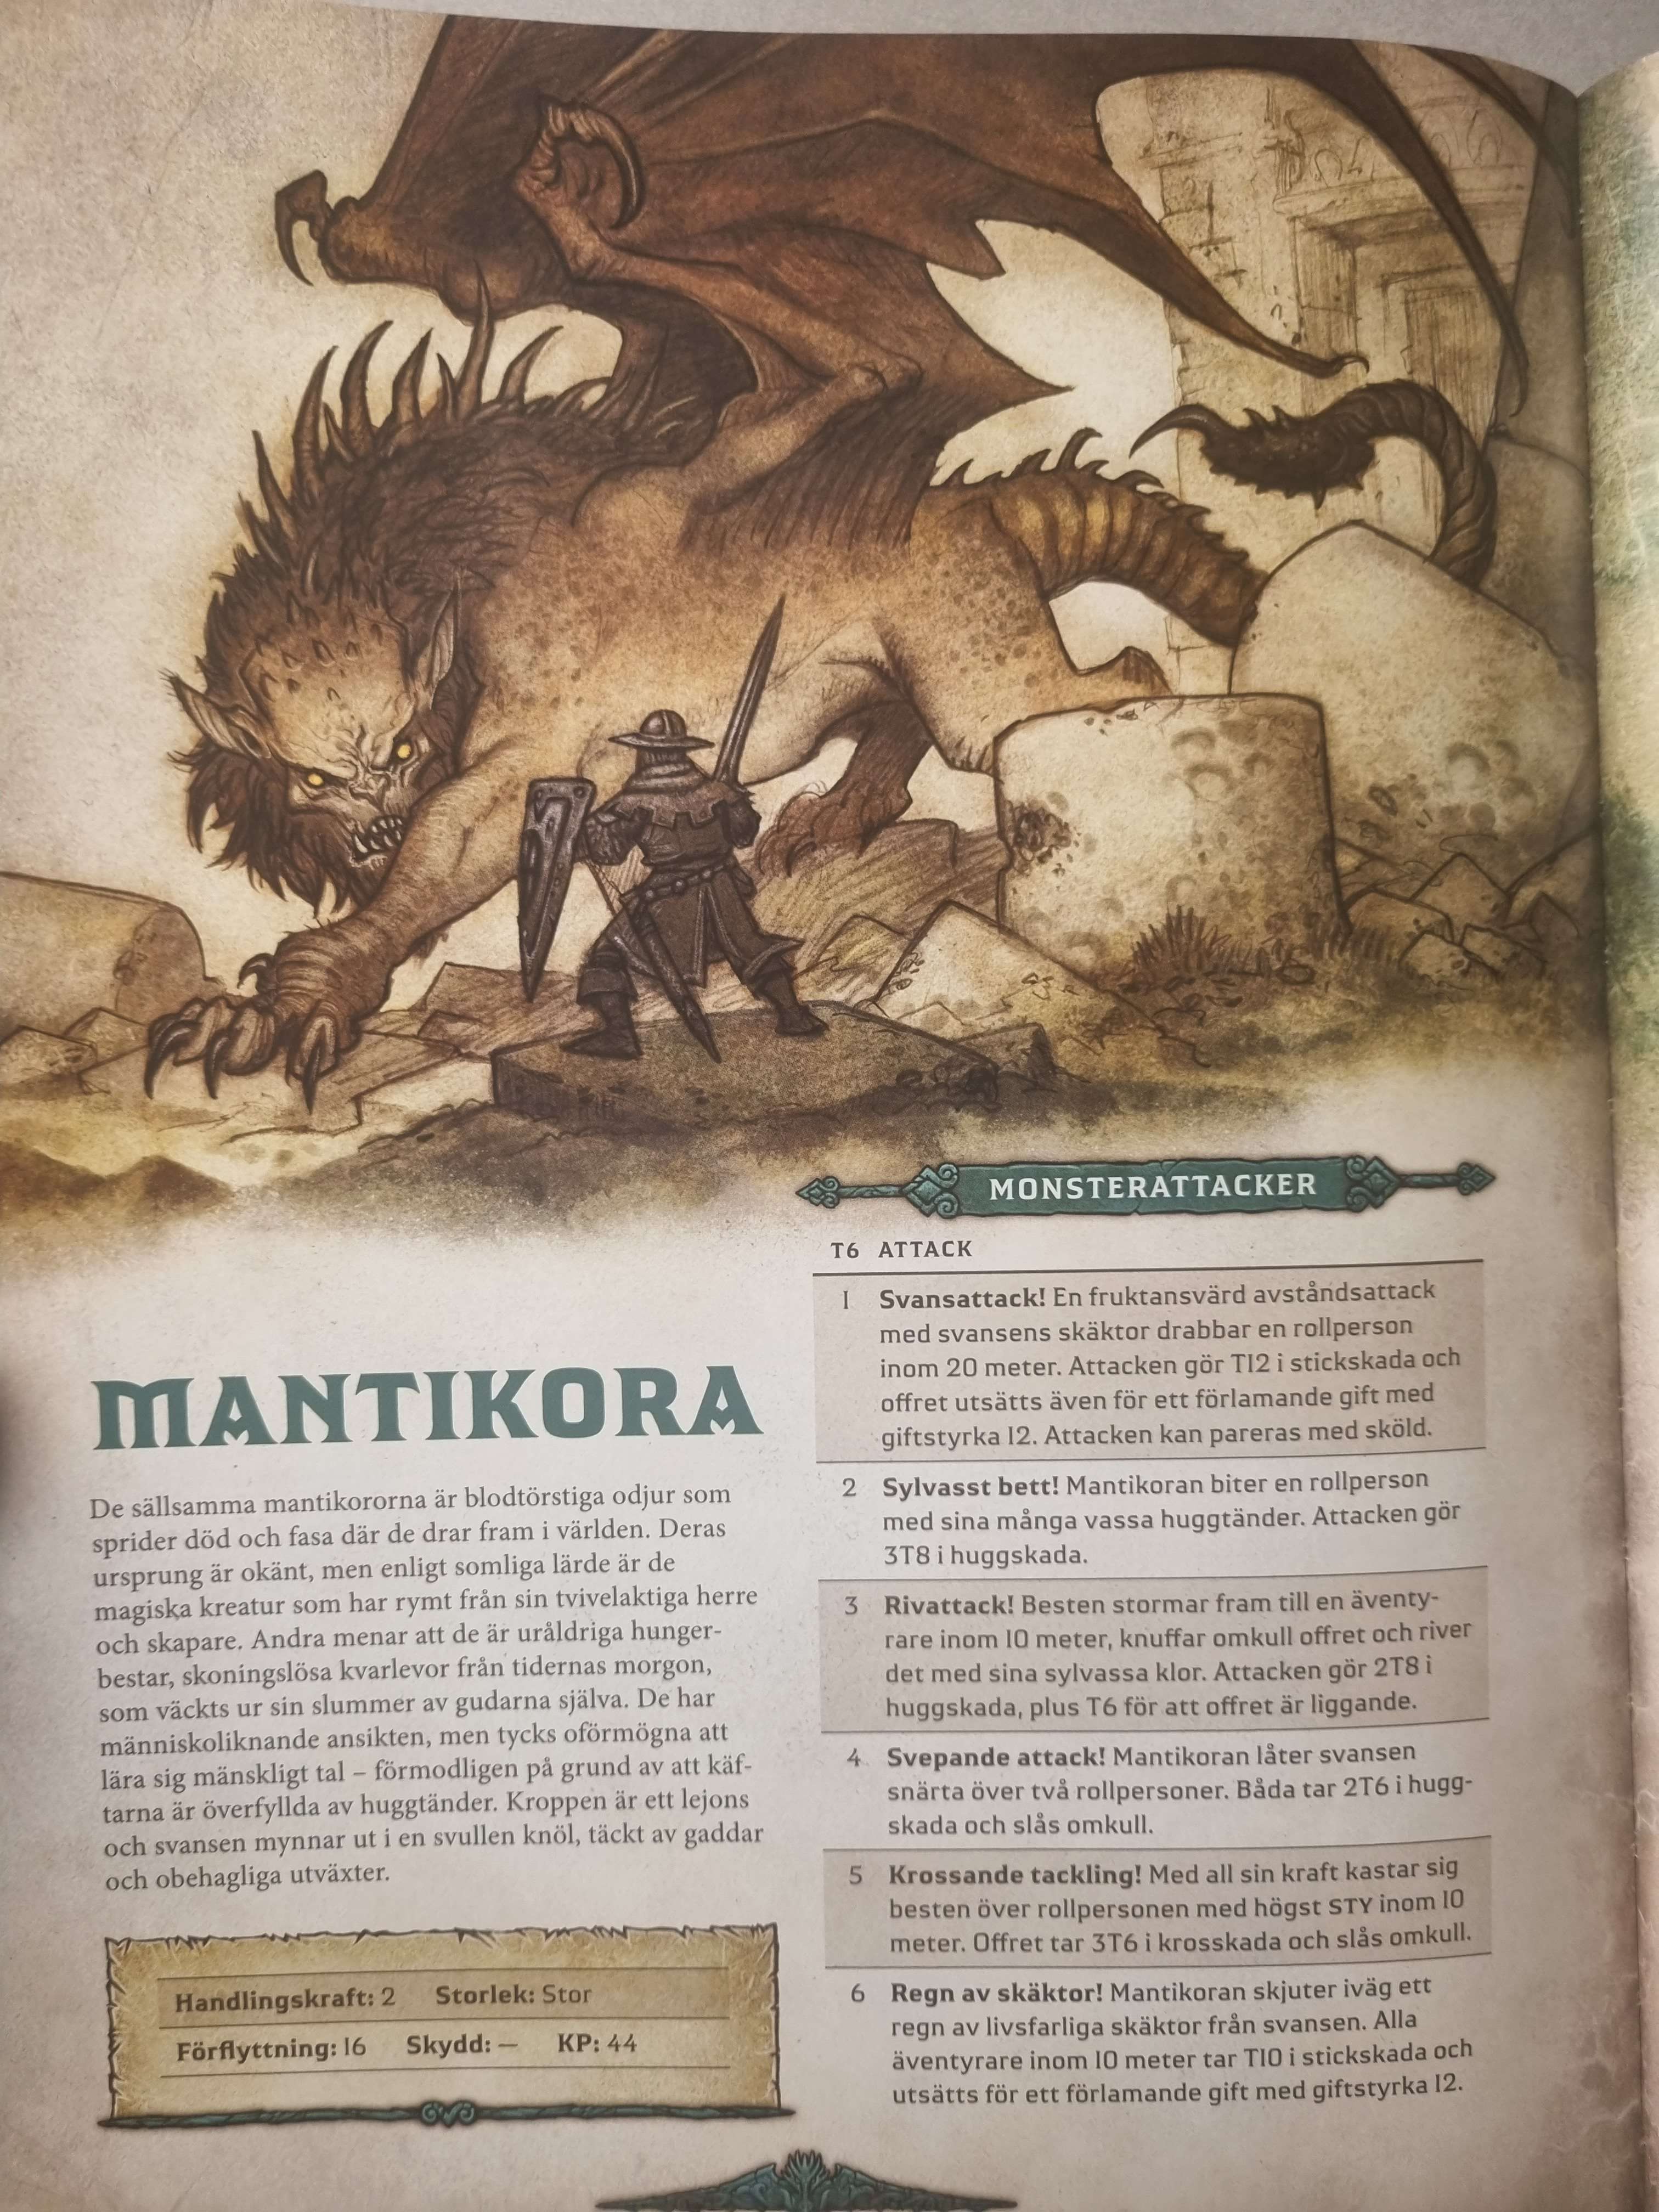 MANTIKORA
De sällsamma mantikororna är blodtörstiga odjur som
sprider död och fasa där de drar fram i världen. Deras
ursprung är okänt, men enligt somliga lärde är de
magiska kreatur som har rymt från sin tvivelaktiga herre
och skapare. Andra menar att de är uråldriga hunger-
bestar, skoningslösa kvarlevor från tidernas morgon,
som väckts ur sin slummer av gudarna själva. De har
människoliknande ansikten, men tycks oförmögna att
lära sig mänskligt tal – förmodligen på grund av att käf-
tarna är överfyllda av huggtänder. Kroppen är ett lejons
och svansen mynnar ut i en svullen knöl, täckt av gaddar
och obehagliga utväxter.
Handlingskraft: 2 Storlek: Stor
Förflyttning: 16 Skydd: — KP: 44
MONSTERATTACKER
T6 ATTACK
1 Svansattack! En fruktansvärd avståndsattack
med svansens skäktor drabbar en rollperson
inom 20 meter. Attacken gör T12 i stickskada och
offret utsätts även för ett förlamande gift med
giftstyrka 12. Attacken kan pareras med sköld.
2 Sylvasst bett! Mantikoran biter en rollperson
med sina många vassa huggtänder. Attacken gör
3T8 i huggskada.
3 Rivattack! Besten stormar fram till en äventy-
rare inom 10 meter, knuffar omkull offret och river
det med sina sylvassa klor. Attacken gör 2T8 i
huggskada, plus T6 för att offret är liggande.
4 Svepande attack! Mantikoran låter svansen
snärta över två rollpersoner. Båda tar 2T6 i hugg-
skada och slås omkull.
5 Krossande tackling! Med all sin kraft kastar sig
besten över rollpersonen med högst STY inom 10
meter. Offret tar 3T6 i krosskada och slås omkull.
6 Regn av skäktor! Mantikoran skjuter iväg ett
regn av livsfarliga skäktor från svansen. Alla
äventyrare inom 10 meter tar T10 i stickskada och
utsätts för ett förlamande gift med giftstyrka 12.